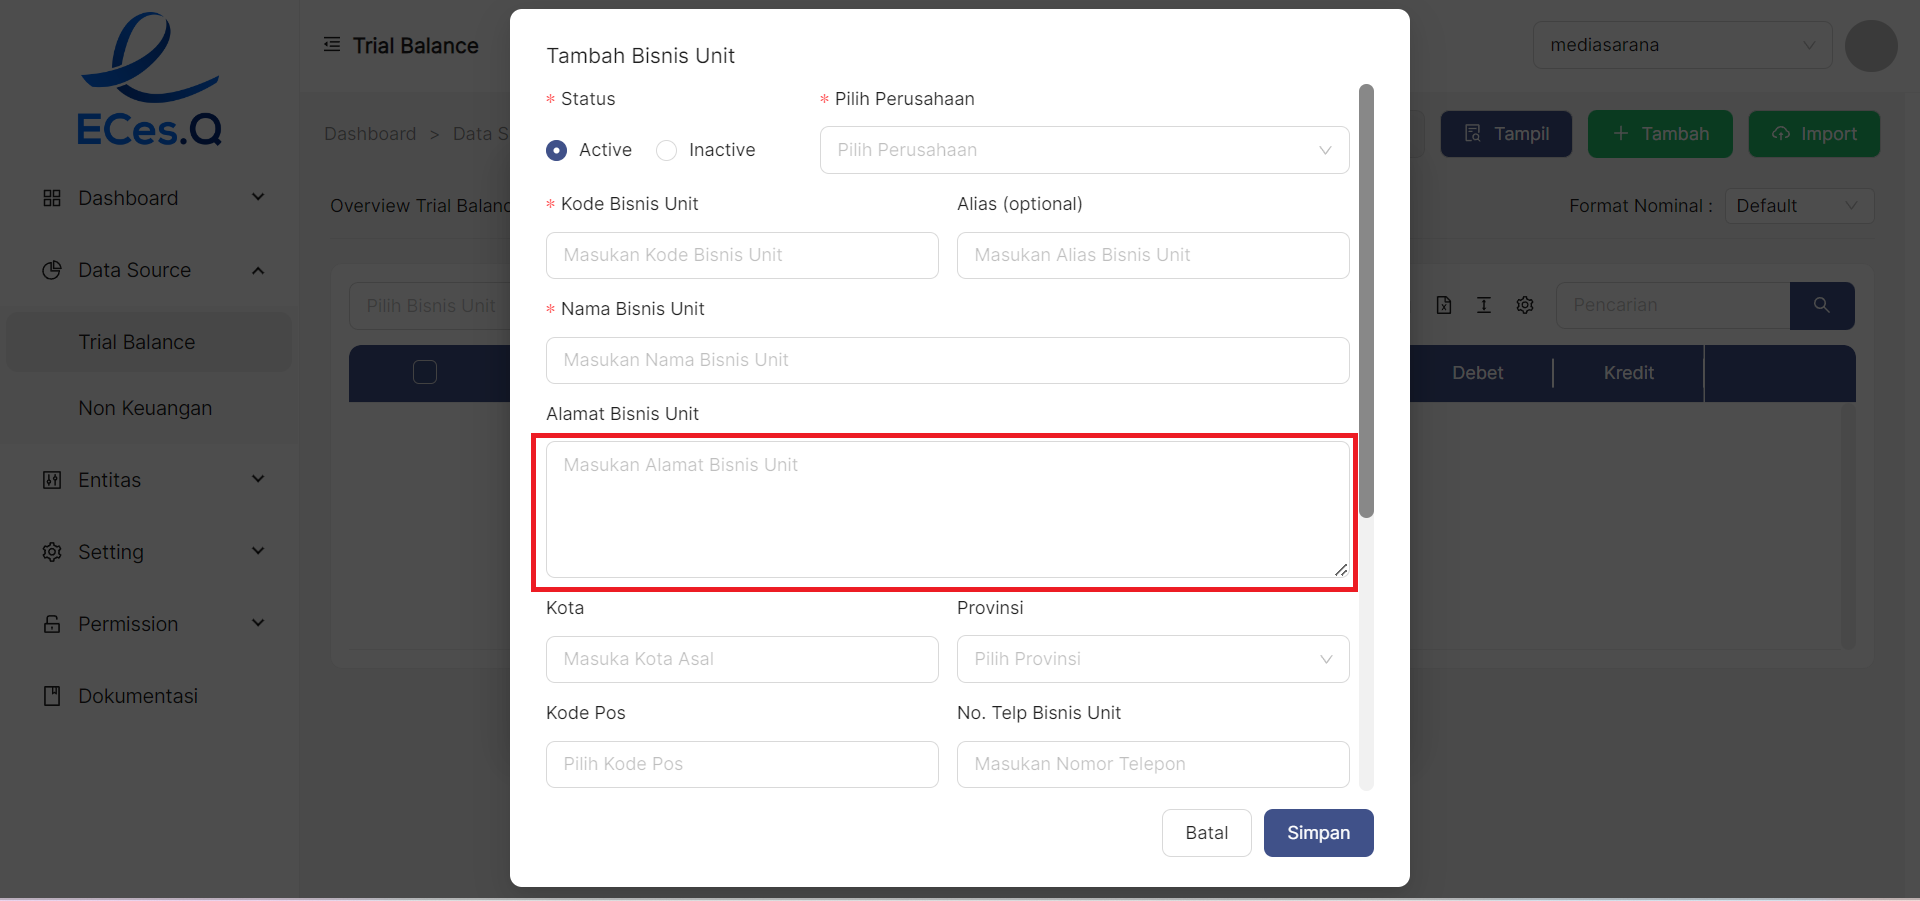 ECes.Q
Dashboard
Data Source
Trial Balance
Non Keuangan
Entitas
Setting
Permission
Dokumentasi
Trial Balance
mediasarana
Dashboard > Data S
Tampil
+ Tambah
Import
Overview Trial Balanc
Format Nominal :
Default
Pilih Bisnis Unit
Pencarian
Debet
Kredit
Tambah Bisnis Unit
* Status
* Pilih Perusahaan
Active
Inactive
Pilih Perusahaan
* Kode Bisnis Unit
Alias (optional)
Masukan Kode Bisnis Unit
Masukan Alias Bisnis Unit
* Nama Bisnis Unit
Masukan Nama Bisnis Unit
Alamat Bisnis Unit
Masukan Alamat Bisnis Unit
Kota
Provinsi
Masuka Kota Asal
Pilih Provinsi
Kode Pos
No. Telp Bisnis Unit
Pilih Kode Pos
Masukan Nomor Telepon
Batal
Simpan